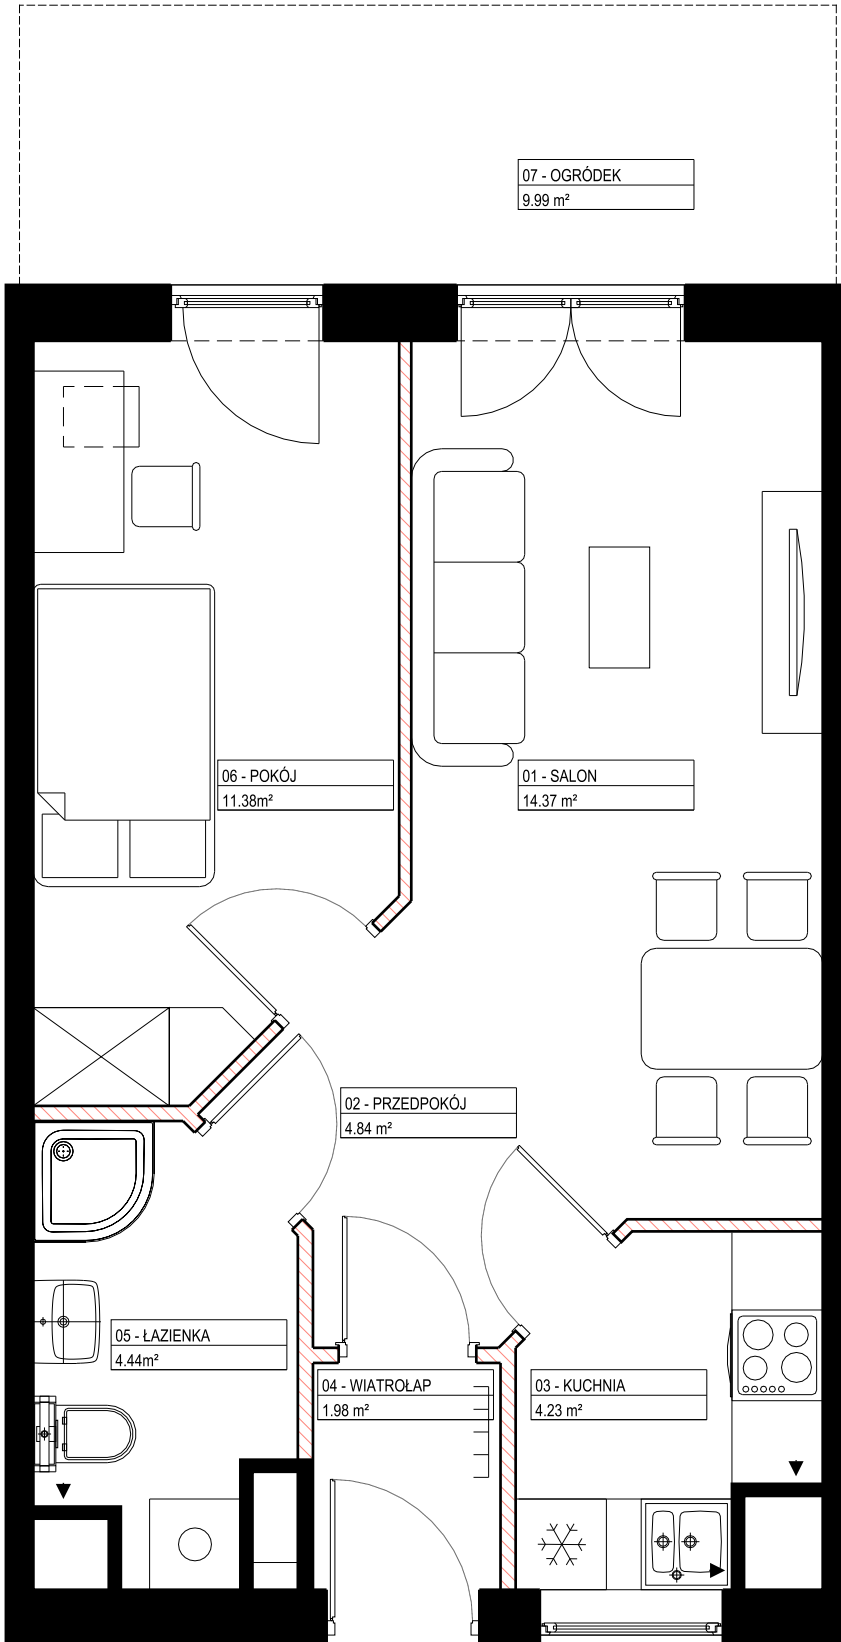 07 - OGRÓDEK
9.99 m²
06 - POKÓJ
11.38m²
01 - SALON
14.37 m²
02 - PRZEDPOKÓJ
4.84 m²
05 - ŁAZIENKA
4.44m²
04 - WIATROŁAP
1.98 m²
03 - KUCHNIA
4.23 m²